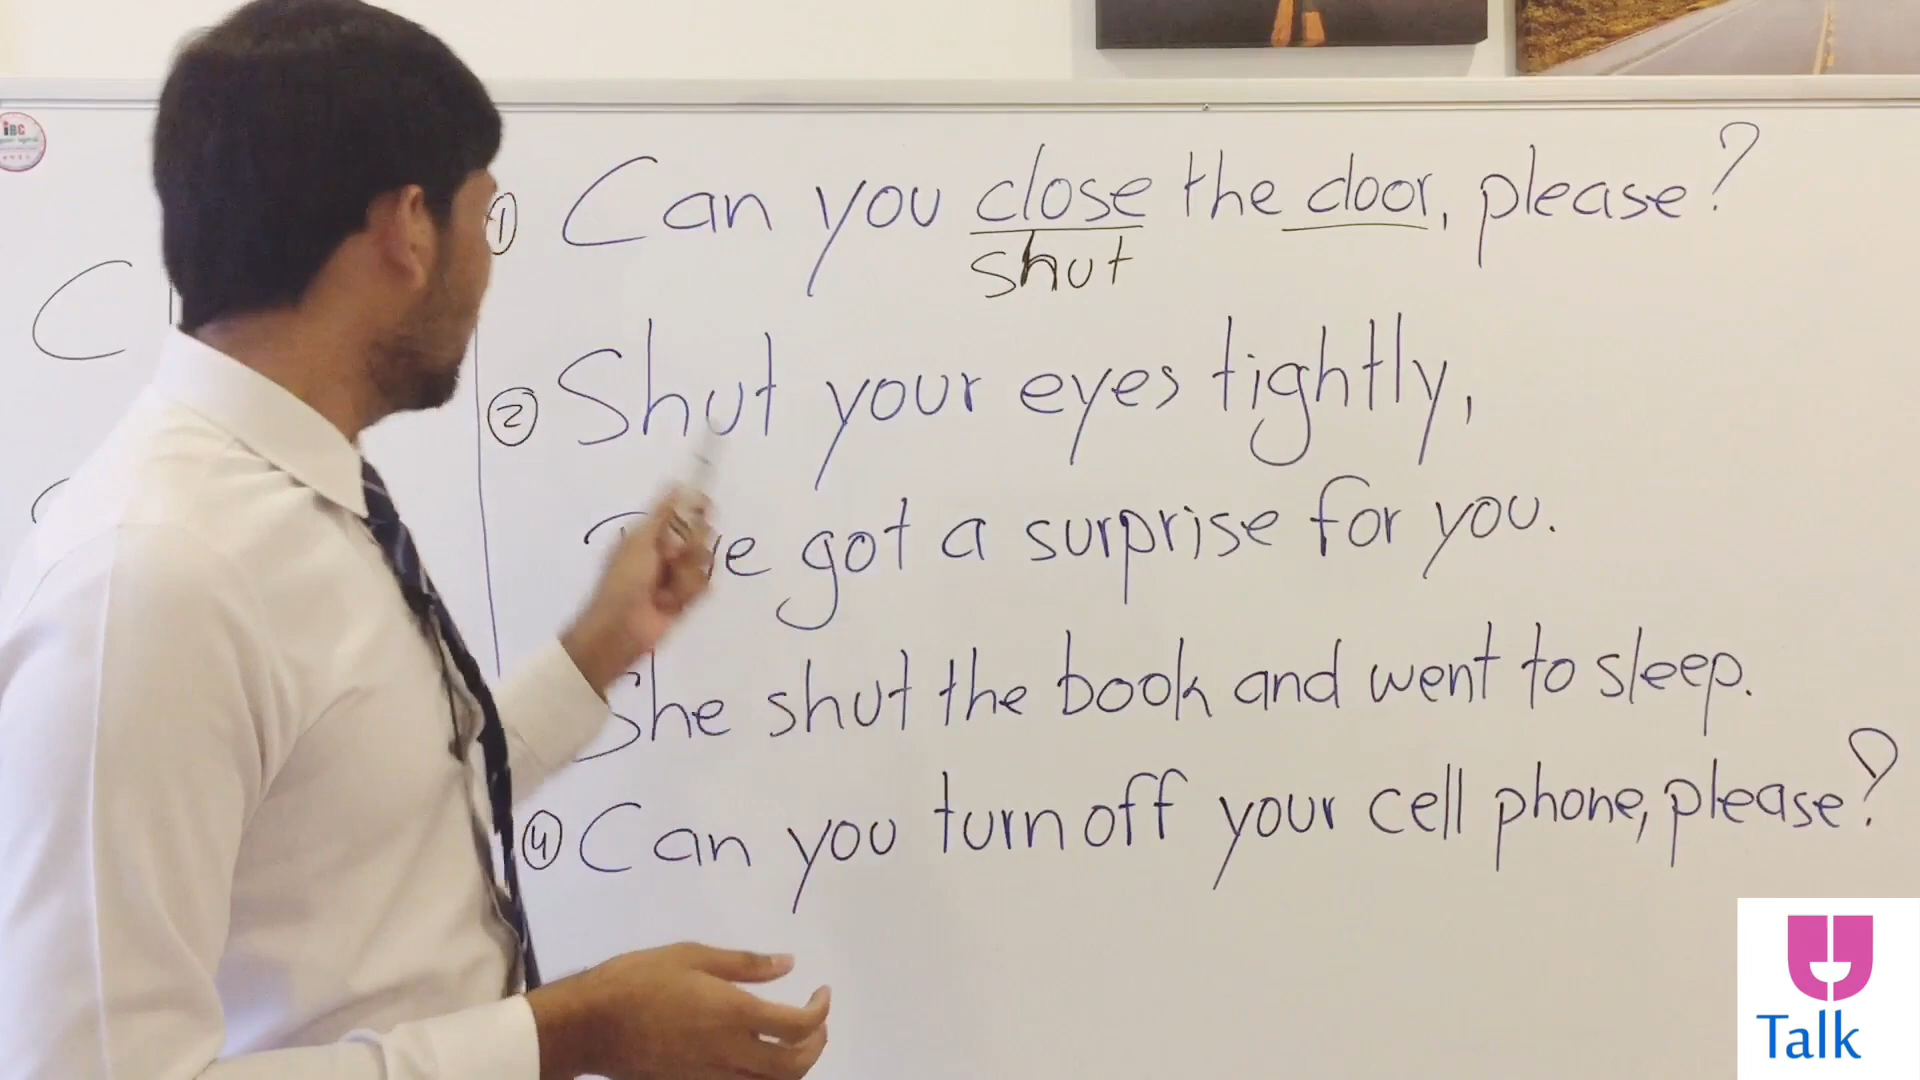 ① Can you close the door, please?
shut
② Shut your eyes tightly,
got a surprise for you.
She shut the book and went to sleep.
④ Can you turn off your cell phone, please?
C
iBC
Talk